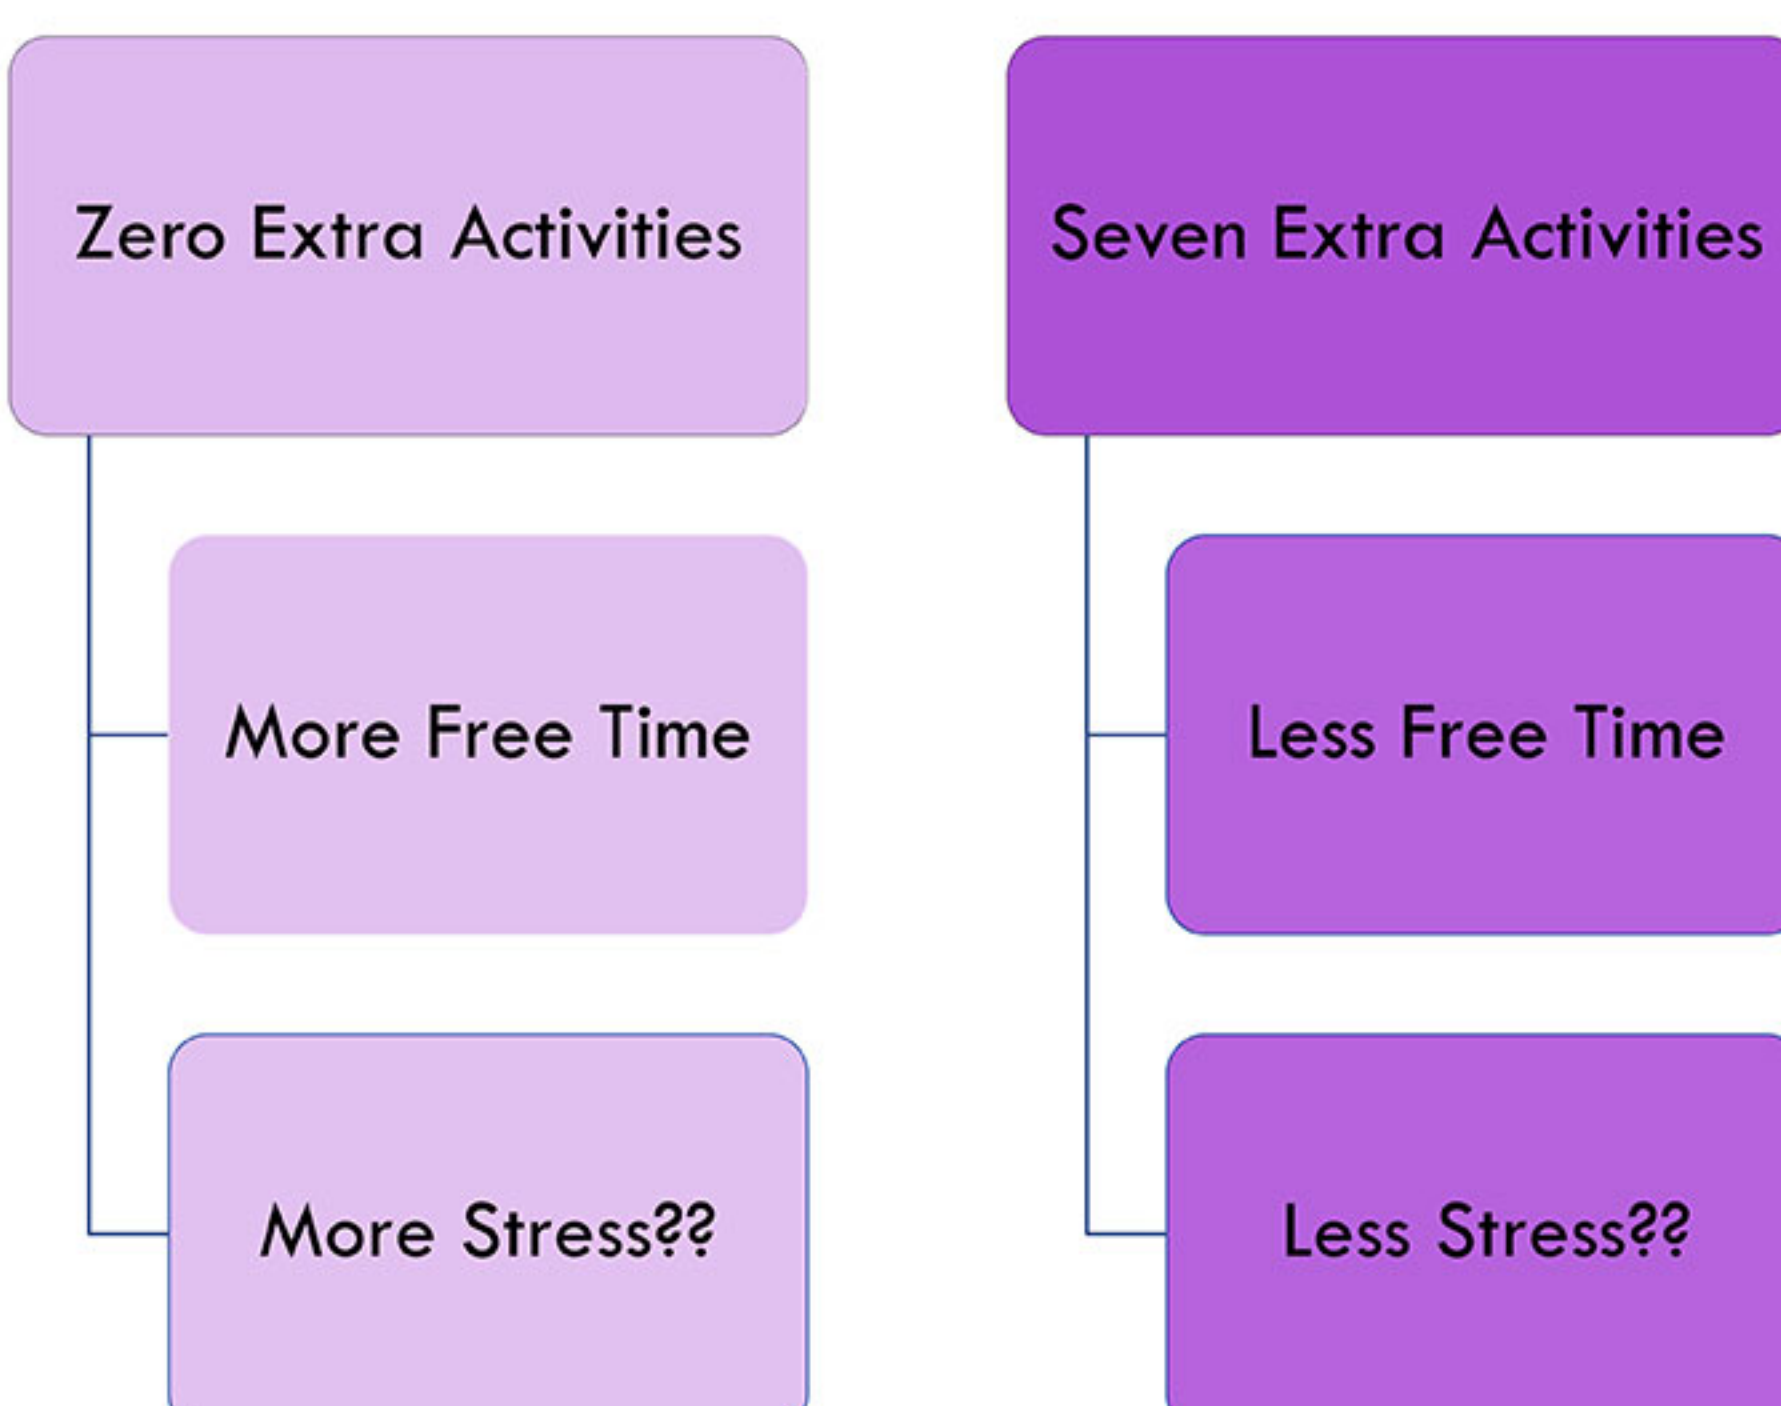 Zero Extra Activities
More Free Time
More Stress??
Seven Extra Activities
Less Free Time
Less Stress??